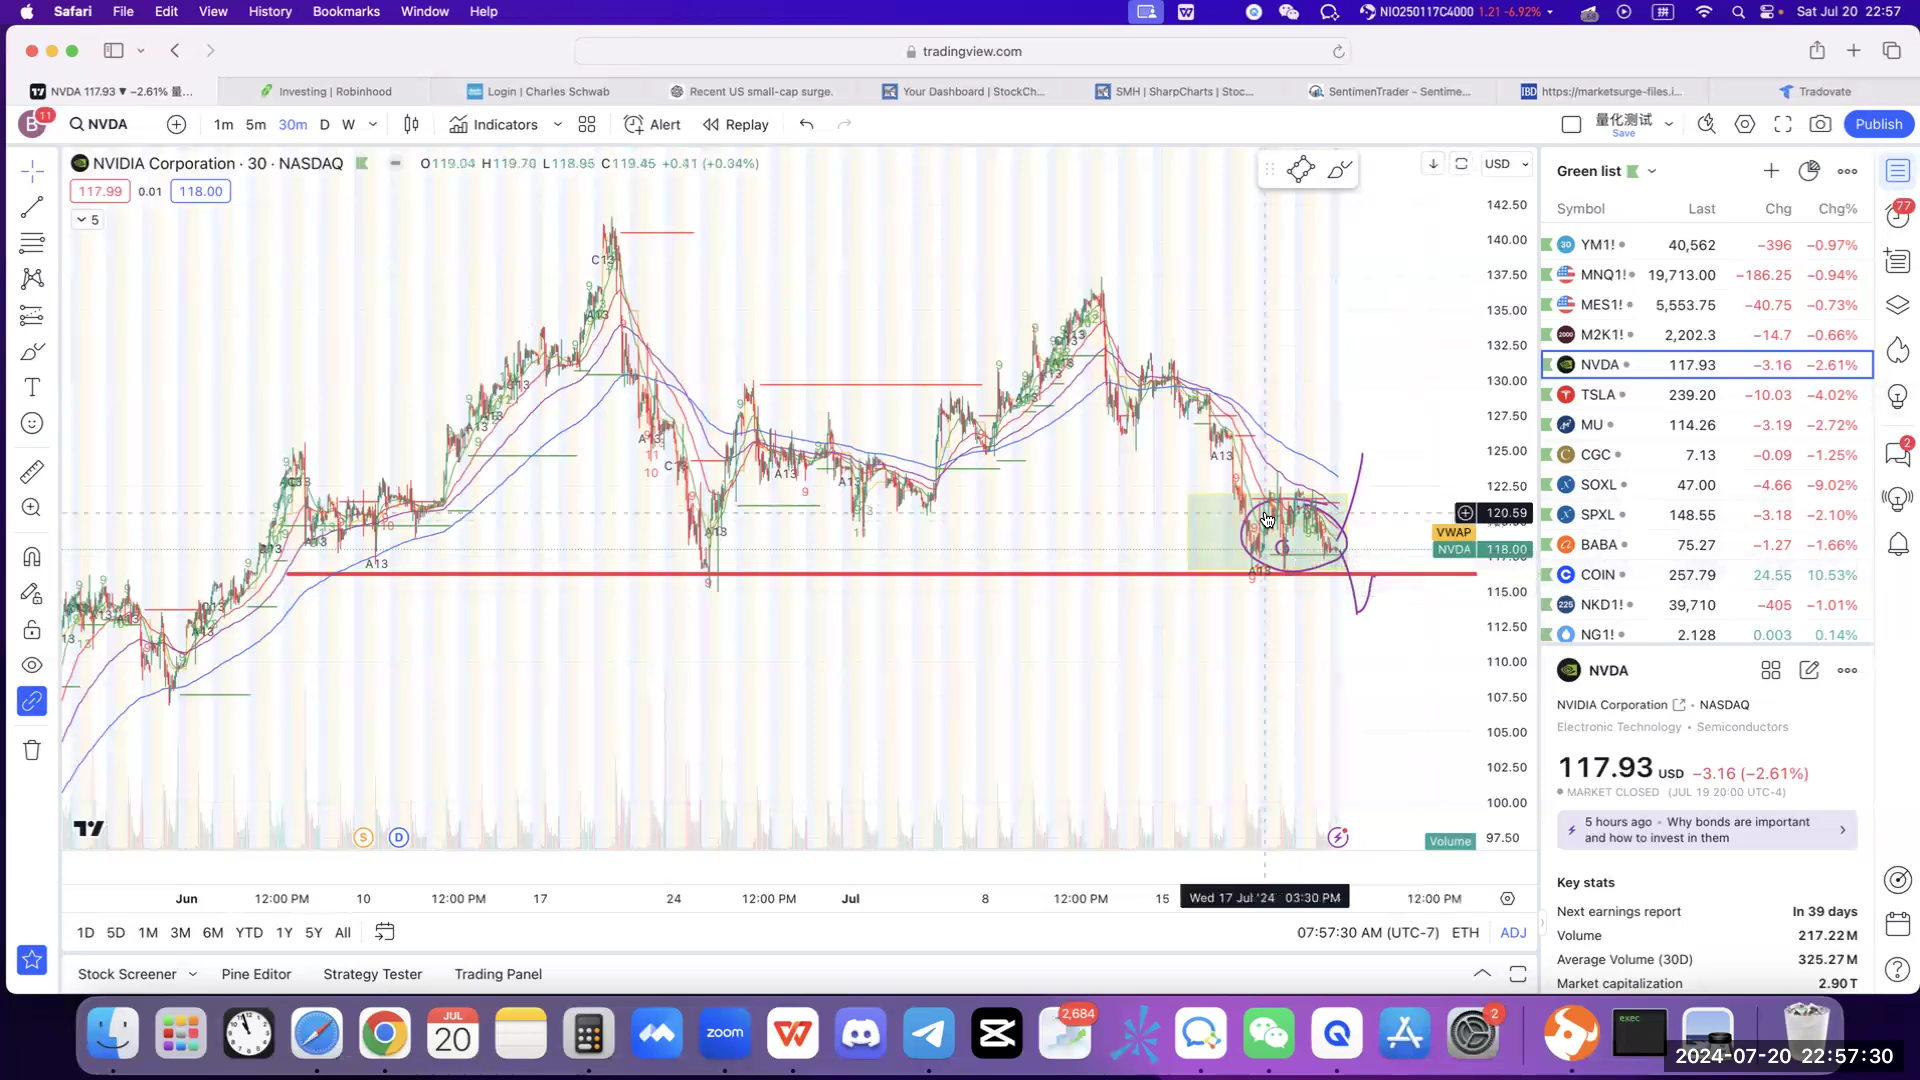 Safari File Edit View History Bookmarks Window Help
NIO250117C4000 1.21 -6.92%
Sat Jul 20 22:57
tradingview.com
NVDA 117.93 ▼ −2.61% 量...
Investing | Robinhood
Login | Charles Schwab
Recent US small-cap surge.
Your Dashboard | StockCh...
SMH | SharpCharts | Stoc...
SentimenTrader - Sentime...
IBD https://marketsurge-files.i...
Tradovate
B 11 NVDA 1m 5m 30m D W Indicators Alert Replay
量化测试
Save
Publish
NVIDIA Corporation · 30 · NASDAQ
O119.04 H119.70 L118.95 C119.45 +0.41 (+0.34%)
117.99 0.01 118.00
5
USD
142.50
140.00
137.50
135.00
132.50
130.00
127.50
125.00
122.50
120.59
VWAP
NVDA 118.00
115.00
112.50
110.00
107.50
105.00
102.50
100.00
97.50
Volume
S D
Jun 12:00 PM 10 12:00 PM 17 24 12:00 PM Jul 8 12:00 PM 15 Wed 17 Jul '24 03:30 PM 12:00 PM
1D 5D 1M 3M 6M YTD 1Y 5Y All
07:57:30 AM (UTC-7) ETH ADJ
Stock Screener Pine Editor Strategy Tester Trading Panel
Green list
Symbol Last Chg Chg%
YM1! 40,562 −396 −0.97%
MNQ1! 19,713.00 −186.25 −0.94%
MES1! 5,553.75 −40.75 −0.73%
M2K1! 2,202.3 −14.7 −0.66%
NVDA 117.93 −3.16 −2.61%
TSLA 239.20 −10.03 −4.02%
MU 114.26 −3.19 −2.72%
CGC 7.13 −0.09 −1.25%
SOXL 47.00 −4.66 −9.02%
SPXL 148.55 −3.18 −2.10%
BABA 75.27 −1.27 −1.66%
COIN 257.79 24.55 10.53%
NKD1! 39,710 −405 −1.01%
NG1! 2.128 0.003 0.14%
77
2
NVDA
NVIDIA Corporation · NASDAQ
Electronic Technology · Semiconductors
117.93 USD −3.16 (−2.61%)
MARKET CLOSED (JUL 19 20:00 UTC-4)
5 hours ago · Why bonds are important
and how to invest in them
Key stats
Next earnings report In 39 days
Volume 217.22M
Average Volume (30D) 325.27M
Market capitalization 2.90T
JUL
20
zoom
2,684
2
exec
2024-07-20 22:57:30